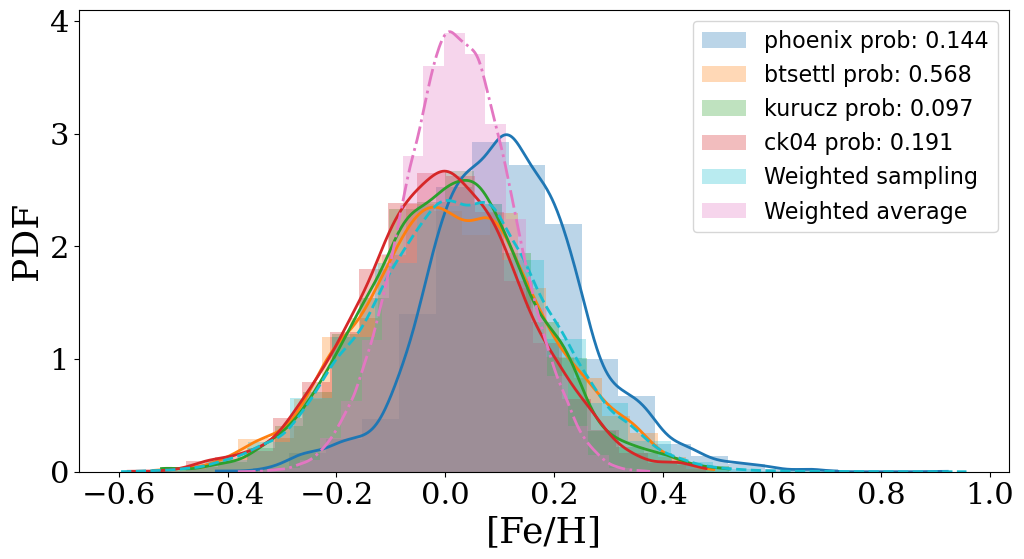 4
3
2
1
0
PDF
phoenix prob: 0.144
btsettl prob: 0.568
kurucz prob: 0.097
ck04 prob: 0.191
Weighted sampling
Weighted average
−0.6 −0.4 −0.2 0.0 0.2 0.4 0.6 0.8 1.0
[Fe/H]